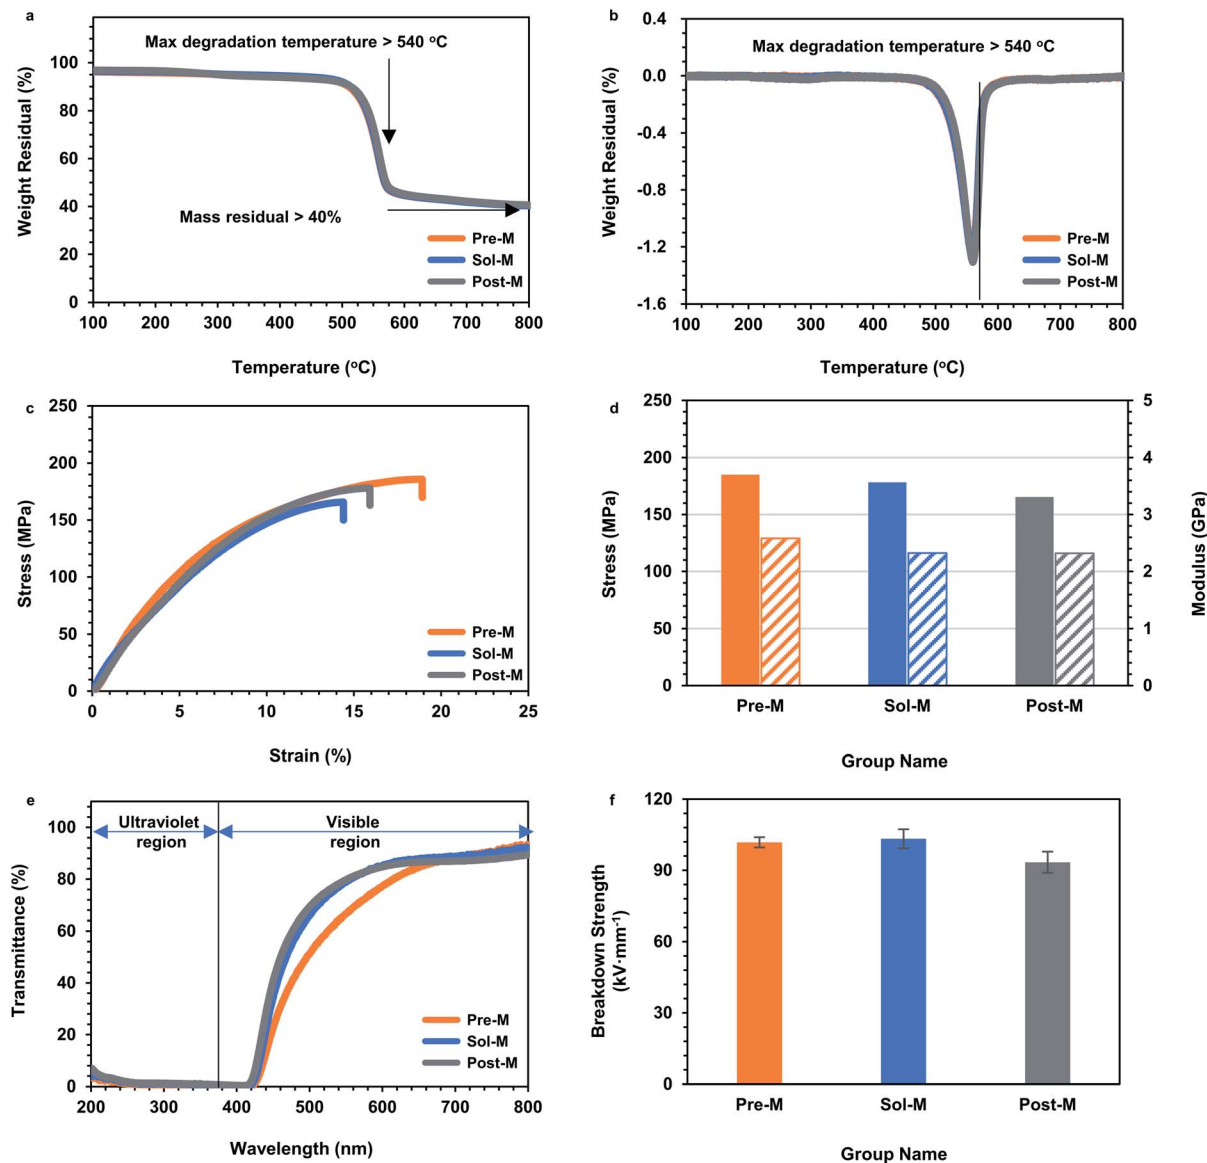 a
Max degradation temperature > 540 °C
Weight Residual (%)
100
80
60
40
20
0
Mass residual > 40%
Pre-M
Sol-M
Post-M
100 200 300 400 500 600 700 800
Temperature (°C)
b
Max degradation temperature > 540 °C
Weight Residual (%)
0.4
0.0
-0.4
-0.8
-1.2
-1.6
Pre-M
Sol-M
Post-M
100 200 300 400 500 600 700 800
Temperature (°C)
c
Stress (MPa)
250
200
150
100
50
0
Pre-M
Sol-M
Post-M
0 5 10 15 20 25
Strain (%)
d
Stress (MPa)
250
200
150
100
50
0
5
4
3
2
1
0
Modulus (GPa)
Pre-M Sol-M Post-M
Group Name
e
Ultraviolet
region
Visible
region
Transmittance (%)
100
80
60
40
20
0
Pre-M
Sol-M
Post-M
200 300 400 500 600 700 800
Wavelength (nm)
f
Breakdown Strength
(kV·mm⁻¹)
120
90
60
30
0
Pre-M Sol-M Post-M
Group Name